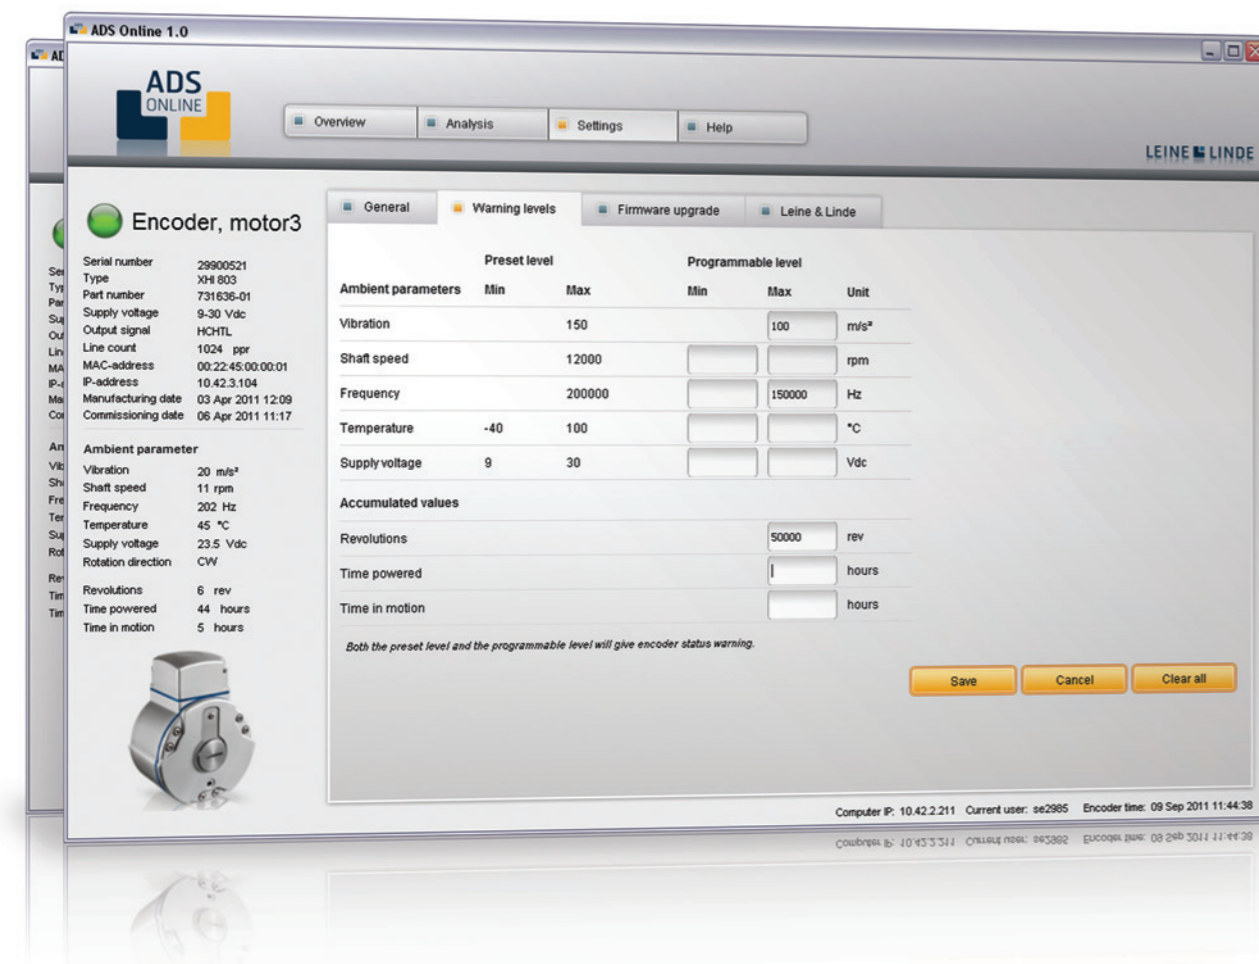 ADS Online 1.0
AD
ADS
ONLINE
Overview
Analysis
Settings
Help
LEINE LINDE
Encoder, motor3
Serial number 29900521
Type XHI 803
Part number 731636-01
Supply voltage 9-30 Vdc
Output signal HCHTL
Line count 1024 ppr
MAC-address 00:22:45:00:00:01
IP-address 10.42.3.104
Manufacturing date 03 Apr 2011 12:09
Commissioning date 06 Apr 2011 11:17
Ambient parameter
Vibration 20 m/s²
Shaft speed 11 rpm
Frequency 202 Hz
Temperature 45 °C
Supply voltage 23.5 Vdc
Rotation direction CW
Revolutions 6 rev
Time powered 44 hours
Time in motion 5 hours
General
Warning levels
Firmware upgrade
Leine & Linde
Preset level Programmable level
Ambient parameters Min Max Min Max Unit
Vibration 150 100 m/s²
Shaft speed 12000 rpm
Frequency 200000 150000 Hz
Temperature -40 100 °C
Supply voltage 9 30 Vdc
Accumulated values
Revolutions 50000 rev
Time powered hours
Time in motion hours
Both the preset level and the programmable level will give encoder status warning.
Save
Cancel
Clear all
Computer IP: 10.42.2.211 Current user: se2985 Encoder time: 09 Sep 2011 11:44:38